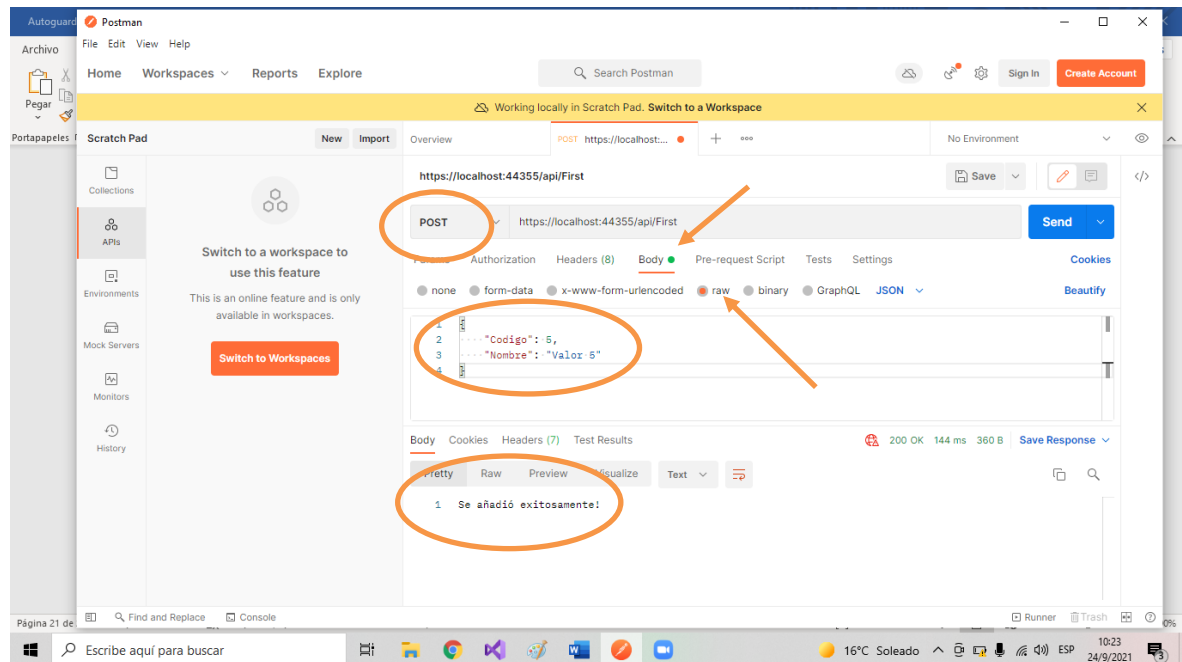 Autoguard
Postman
Archivo
File Edit View Help
Home Workspaces Reports Explore
Search Postman
Sign In
Create Account
Pegar
Working locally in Scratch Pad. Switch to a Workspace
Portapapeles
Scratch Pad
New
Import
Overview
POST https://localhost:...
No Environment
Collections
https://localhost:44355/api/First
Save
</>
POST
https://localhost:44355/api/First
Send
APIs
Switch to a workspace to
use this feature
Params Authorization Headers (8) Body Pre-request Script Tests Settings
Cookies
Environments
This is an online feature and is only
available in workspaces.
none form-data x-www-form-urlencoded raw binary GraphQL JSON
Beautify
Mock Servers
Switch to Workspaces
1 {
2 "Codigo": 5,
3 "Nombre": "Valor 5"
4 }
Monitors
History
Body Cookies Headers (7) Test Results
200 OK 144 ms 360 B Save Response
Pretty Raw Preview Visualize Text
1 Se añadió exitosamente!
Find and Replace Console
Runner Trash
Página 21 de
Escribe aquí para buscar
16°C Soleado
ESP
10:23
24/9/2021
3